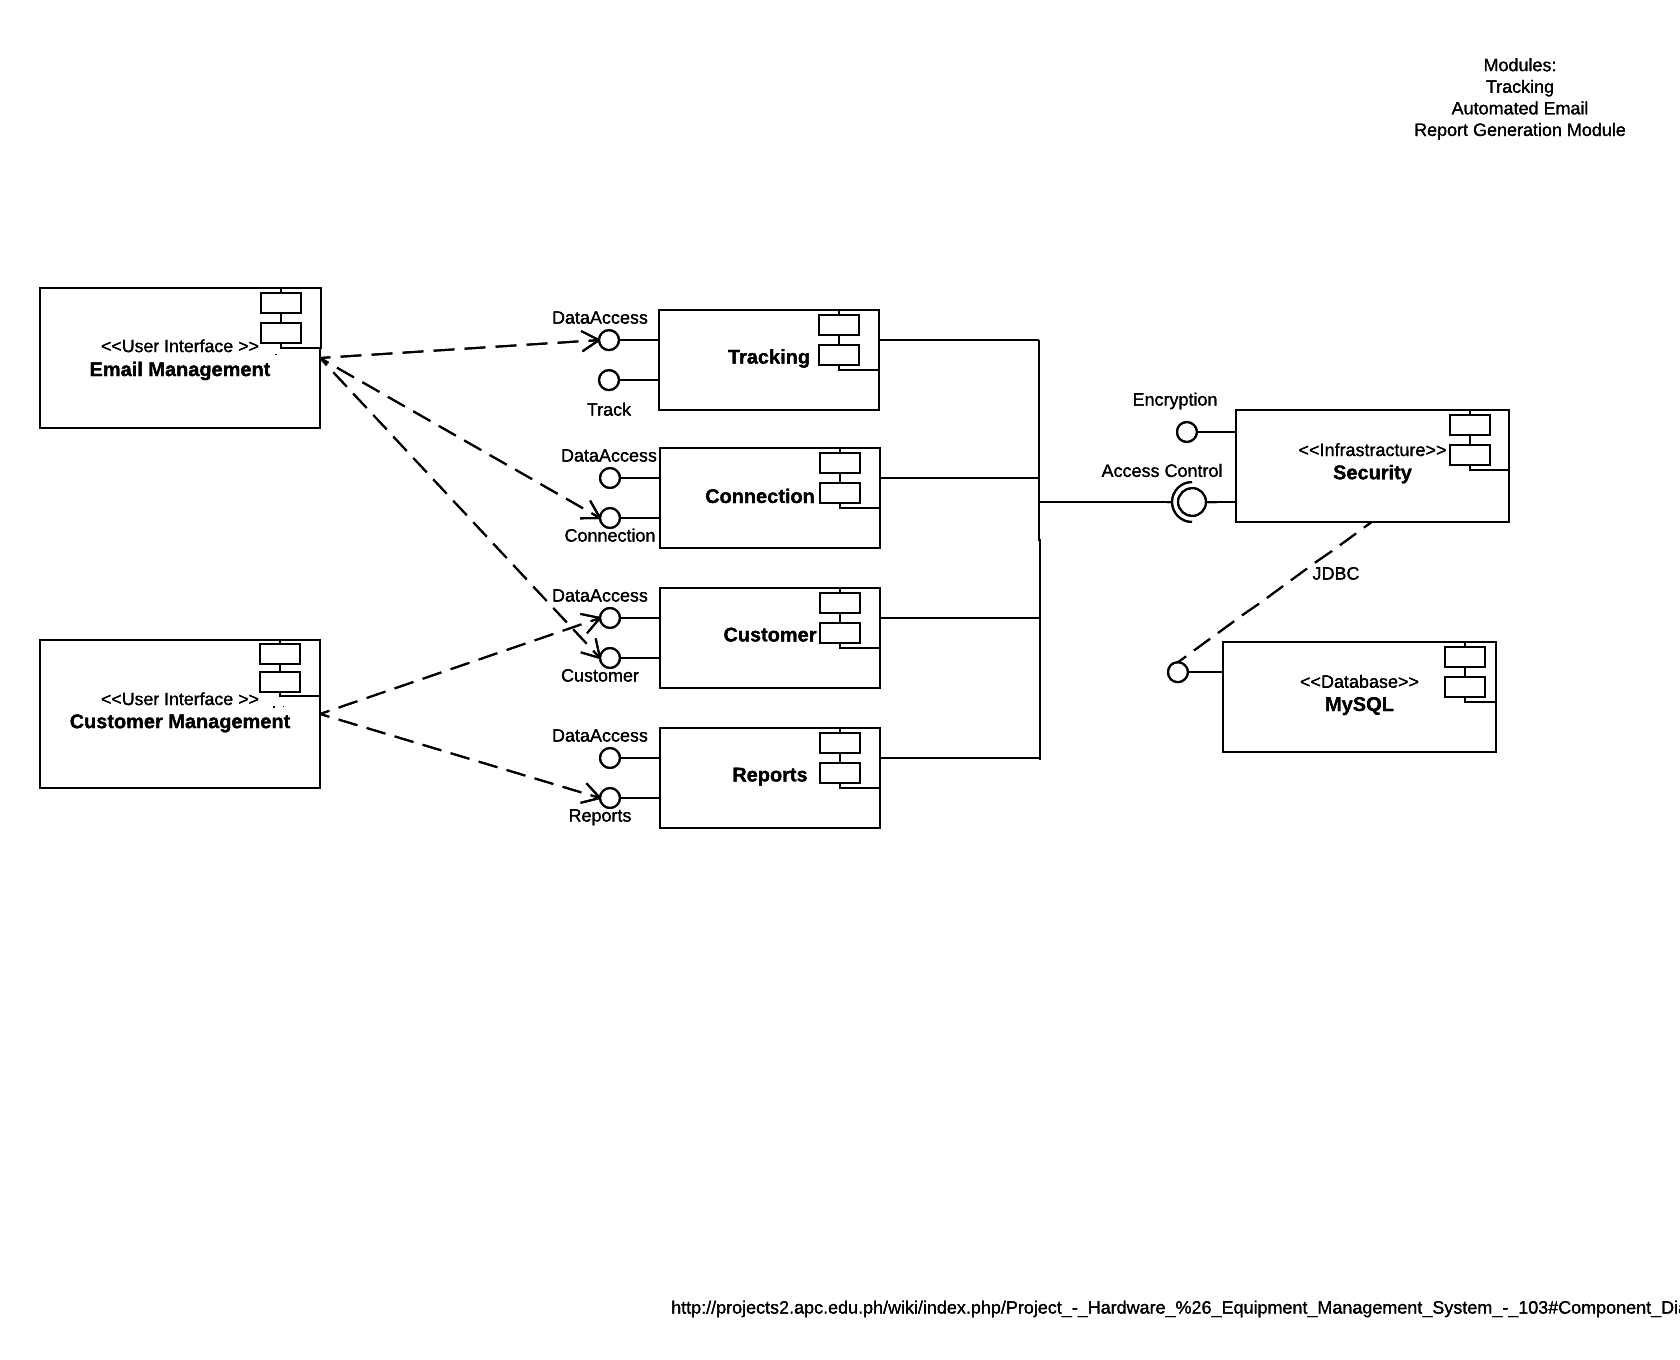 Modules:
Tracking
Automated Email
Report Generation Module
<<User Interface >>
Email Management
<<User Interface >>
Customer Management
DataAccess
Track
Tracking
DataAccess
Connection
Connection
DataAccess
Customer
Customer
DataAccess
Reports
Reports
Encryption
Access Control
<<Infrastracture>>
Security
JDBC
<<Database>>
MySQL
http://projects2.apc.edu.ph/wiki/index.php/Project_-_Hardware_%26_Equipment_Management_System_-_103#Component_Di